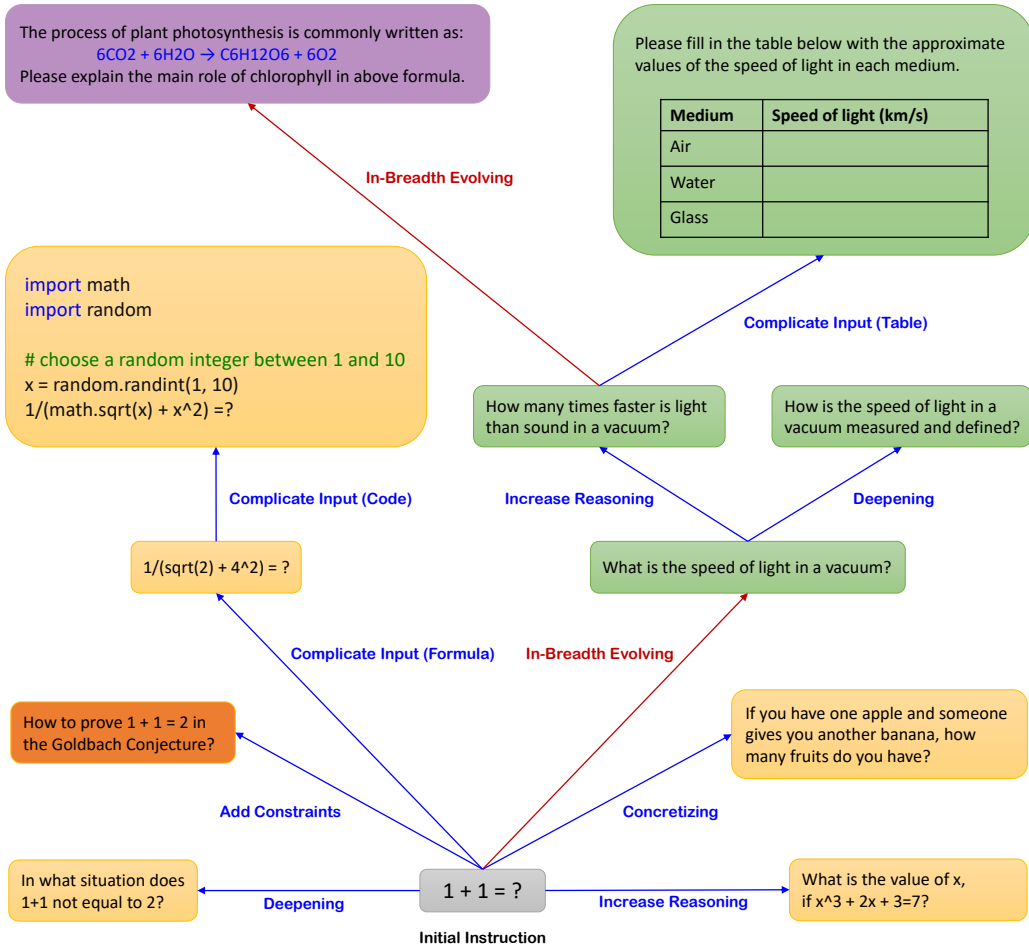 The process of plant photosynthesis is commonly written as:
6CO2 + 6H2O → C6H12O6 + 6O2
Please explain the main role of chlorophyll in above formula.
Please fill in the table below with the approximate
values of the speed of light in each medium.
Medium Speed of light (km/s)
Air
Water
Glass
In-Breadth Evolving
import math
import random
# choose a random integer between 1 and 10
x = random.randint(1, 10)
1/(math.sqrt(x) + x^2) =?
Complicate Input (Table)
How many times faster is light
than sound in a vacuum?
How is the speed of light in a
vacuum measured and defined?
Complicate Input (Code)
Increase Reasoning
Deepening
1/(sqrt(2) + 4^2) = ?
What is the speed of light in a vacuum?
Complicate Input (Formula)
In-Breadth Evolving
How to prove 1 + 1 = 2 in
the Goldbach Conjecture?
If you have one apple and someone
gives you another banana, how
many fruits do you have?
Add Constraints
Concretizing
In what situation does
1+1 not equal to 2?
Deepening
1 + 1 = ?
Increase Reasoning
What is the value of x,
if x^3 + 2x + 3=7?
Initial Instruction